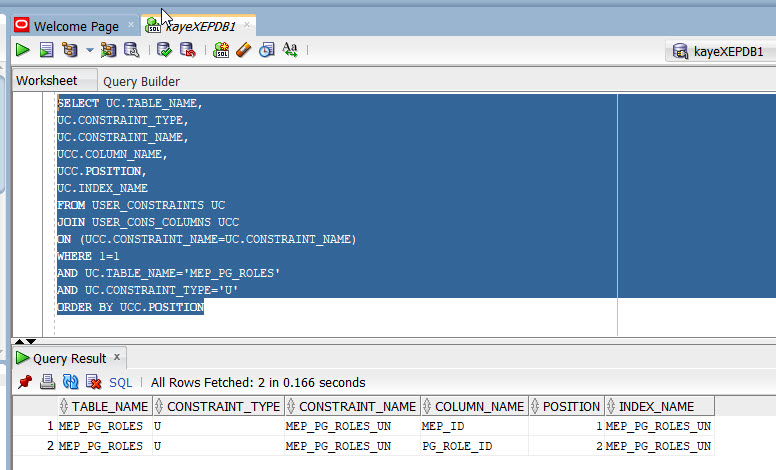 Welcome Page kayeXEPDB1
SQL Aa kayeXEPDB1
Worksheet Query Builder
SELECT UC.TABLE_NAME,
UC.CONSTRAINT_TYPE,
UC.CONSTRAINT_NAME,
UCC.COLUMN_NAME,
UCC.POSITION,
UC.INDEX_NAME
FROM USER_CONSTRAINTS UC
JOIN USER_CONS_COLUMNS UCC
ON (UCC.CONSTRAINT_NAME=UC.CONSTRAINT_NAME)
WHERE 1=1
AND UC.TABLE_NAME='MEP_PG_ROLES'
AND UC.CONSTRAINT_TYPE='U'
ORDER BY UCC.POSITION
Query Result x
SQL | All Rows Fetched: 2 in 0.166 seconds
TABLE_NAME CONSTRAINT_TYPE CONSTRAINT_NAME COLUMN_NAME POSITION INDEX_NAME
1 MEP_PG_ROLES U MEP_PG_ROLES_UN MEP_ID 1 MEP_PG_ROLES_UN
2 MEP_PG_ROLES U MEP_PG_ROLES_UN PG_ROLE_ID 2 MEP_PG_ROLES_UN